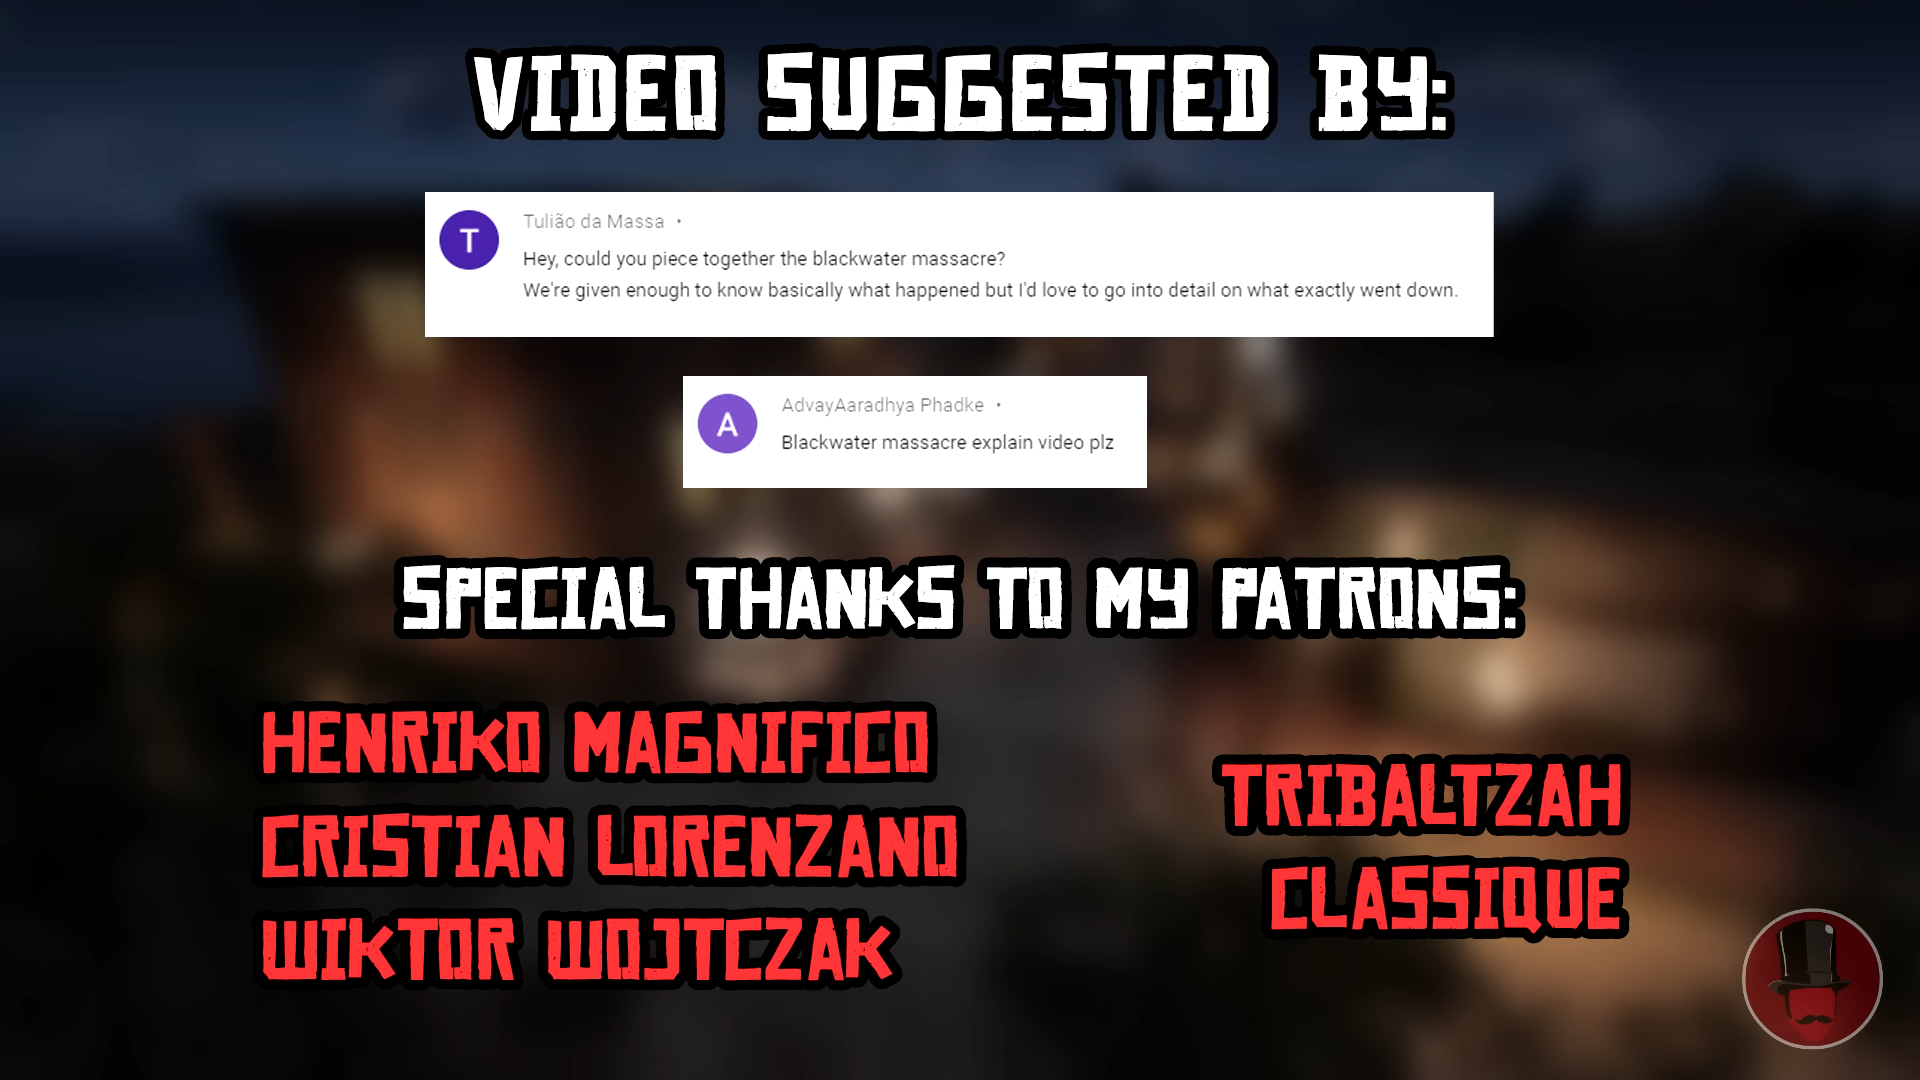 VIDEO SUGGESTED BY:
T
Tulião da Massa •
Hey, could you piece together the blackwater massacre?
We're given enough to know basically what happened but I'd love to go into detail on what exactly went down.
A
AdvayAaradhya Phadke •
Blackwater massacre explain video plz
SPECIAL THANKS TO MY PATRONS:
HENRIKO MAGNIFICO
CRISTIAN LORENZANO
WIKTOR WOJTCZAK
TRIBALTZAH
CLASSIQUE